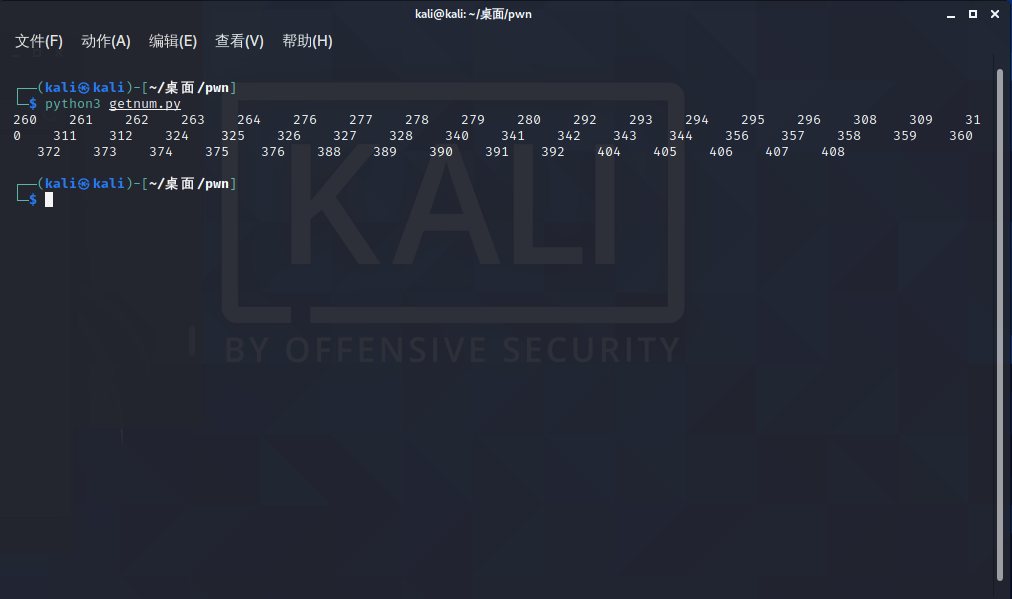 kali@kali: ~/桌面/pwn
文件(F) 动作(A) 编辑(E) 查看(V) 帮助(H)
┌──(kali㉿kali)-[~/桌面/pwn]
└─$ python3 getnum.py
260 261 262 263 264 276 277 278 279 280 292 293 294 295 296 308 309 31
0 311 312 324 325 326 327 328 340 341 342 343 344 356 357 358 359 360
372 373 374 375 376 388 389 390 391 392 404 405 406 407 408
┌──(kali㉿kali)-[~/桌面/pwn]
└─$
KALI
BY OFFENSIVE SECURITY